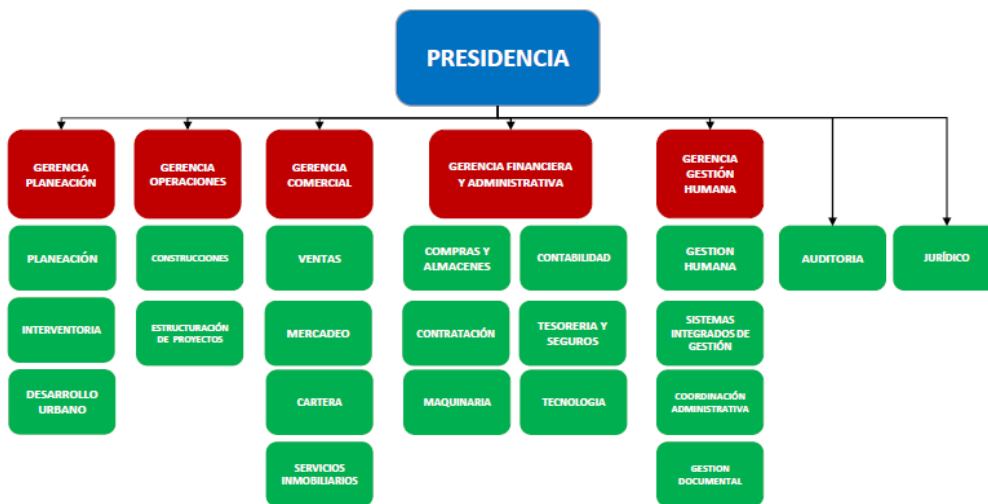 PRESIDENCIA
GERENCIA
PLANEACIÓN
GERENCIA
OPERACIONES
GERENCIA
COMERCIAL
GERENCIA FINANCIERA
Y ADMINISTRATIVA
GERENCIA
GESTIÓN
HUMANA
PLANEACIÓN
CONSTRUCCIONES
VENTAS
COMPRAS Y
ALMACENES
CONTABILIDAD
GESTION
HUMANA
AUDITORIA
JURÍDICO
INTERVENTORIA
ESTRUCTURACIÓN
DE PROYECTOS
MERCADEO
CONTRATACIÓN
TESORERIA Y
SEGUROS
SISTEMAS
INTEGRADOS DE
GESTIÓN
DESARROLLO
URBANO
CARTERA
MAQUINARIA
TECNOLOGIA
COORDINACIÓN
ADMINISTRATIVA
SERVICIOS
INMOBILIARIOS
GESTION
DOCUMENTAL